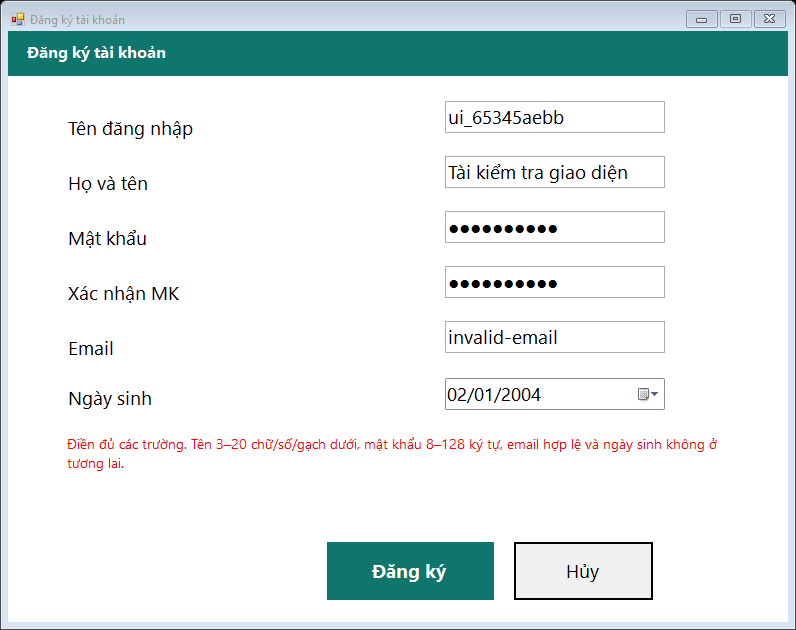 Đăng ký tài khoản
Đăng ký tài khoản
Tên đăng nhập
ui_65345aebb
Họ và tên
Tài kiểm tra giao diện
Mật khẩu
●●●●●●●●●●
Xác nhận MK
●●●●●●●●●●
Email
invalid-email
Ngày sinh
02/01/2004
Điền đủ các trường. Tên 3–20 chữ/số/gạch dưới, mật khẩu 8–128 ký tự, email hợp lệ và ngày sinh không ở
tương lai.
Đăng ký
Hủy